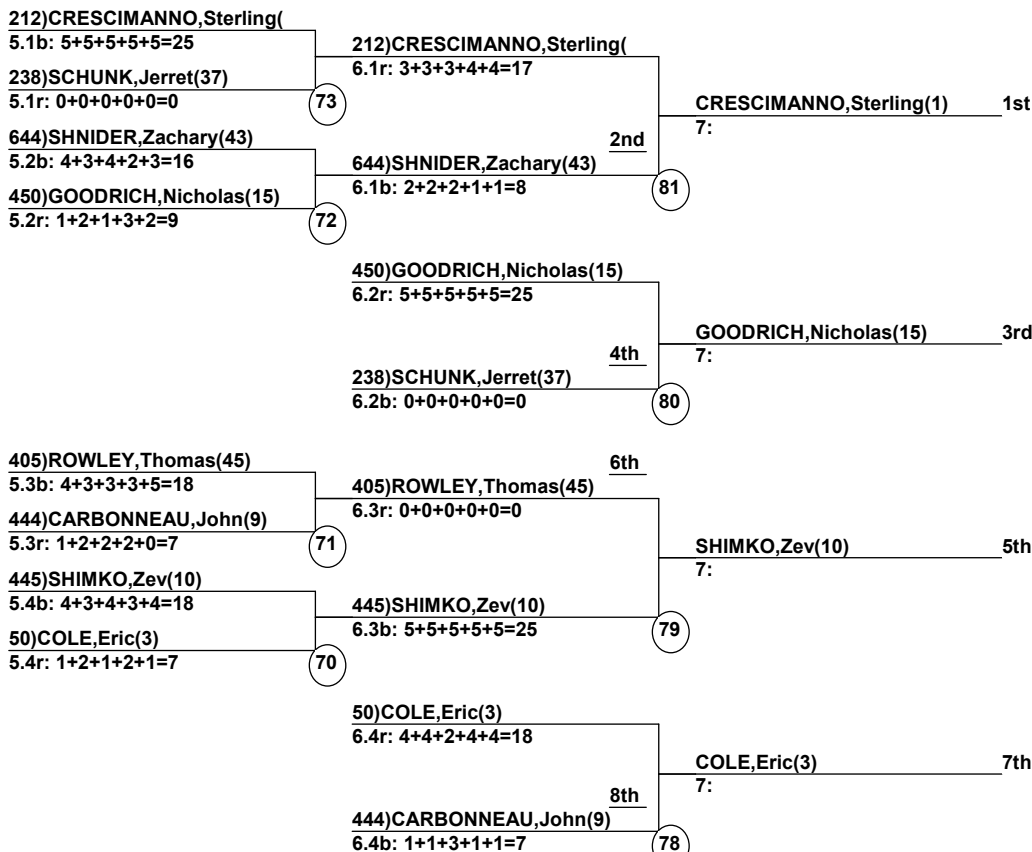 212)CRESCIMANNO,Sterling(
5.1b: 5+5+5+5+5=25
238)SCHUNK,Jerret(37)
5.1r: 0+0+0+0+0=0
73
644)SHNIDER,Zachary(43)
5.2b: 4+3+4+2+3=16
450)GOODRICH,Nicholas(15)
5.2r: 1+2+1+3+2=9
72
212)CRESCIMANNO,Sterling(
6.1r: 3+3+3+4+4=17
2nd
644)SHNIDER,Zachary(43)
6.1b: 2+2+2+1+1=8
81
CRESCIMANNO,Sterling(1) 1st
7:
450)GOODRICH,Nicholas(15)
6.2r: 5+5+5+5+5=25
4th
238)SCHUNK,Jerret(37)
6.2b: 0+0+0+0+0=0
80
GOODRICH,Nicholas(15) 3rd
7:
405)ROWLEY,Thomas(45)
5.3b: 4+3+3+3+5=18
444)CARBONNEAU,John(9)
5.3r: 1+2+2+2+0=7
71
445)SHIMKO,Zev(10)
5.4b: 4+3+4+3+4=18
50)COLE,Eric(3)
5.4r: 1+2+1+2+1=7
70
6th
405)ROWLEY,Thomas(45)
6.3r: 0+0+0+0+0=0
445)SHIMKO,Zev(10)
6.3b: 5+5+5+5+5=25
79
SHIMKO,Zev(10) 5th
7:
50)COLE,Eric(3)
6.4r: 4+4+2+4+4=18
8th
444)CARBONNEAU,John(9)
6.4b: 1+1+3+1+1=7
78
COLE,Eric(3) 7th
7: